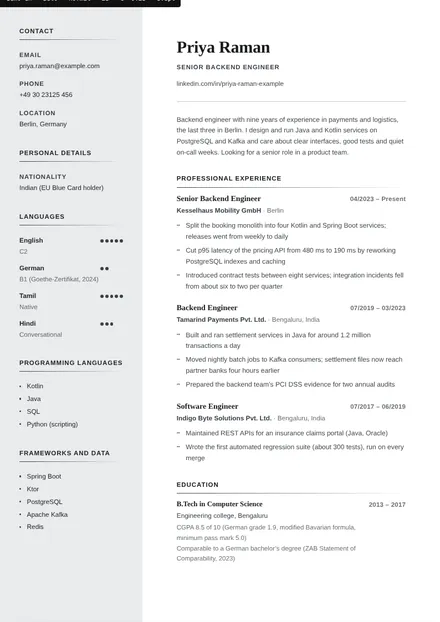 CONTACT
EMAIL
priya.raman@example.com
PHONE
+49 30 23125 456
LOCATION
Berlin, Germany
PERSONAL DETAILS
NATIONALITY
Indian (EU Blue Card holder)
LANGUAGES
English
C2
German
B1 (Goethe-Zertifikat, 2024)
Tamil
Native
Hindi
Conversational
PROGRAMMING LANGUAGES
• Kotlin
• Java
• SQL
• Python (scripting)
FRAMEWORKS AND DATA
• Spring Boot
• Ktor
• PostgreSQL
• Apache Kafka
• Redis
Priya Raman
SENIOR BACKEND ENGINEER
linkedin.com/in/priya-raman-example
Backend engineer with nine years of experience in payments and logistics,
the last three in Berlin. I design and run Java and Kotlin services on
PostgreSQL and Kafka and care about clear interfaces, good tests and quiet
on-call weeks. Looking for a senior role in a product team.
PROFESSIONAL EXPERIENCE
Senior Backend Engineer 04/2023 – Present
Kesselhaus Mobility GmbH · Berlin
– Split the booking monolith into four Kotlin and Spring Boot services;
releases went from weekly to daily
– Cut p95 latency of the pricing API from 480 ms to 190 ms by reworking
PostgreSQL indexes and caching
– Introduced contract tests between eight services; integration incidents fell
from about six to two per quarter
Backend Engineer 07/2019 – 03/2023
Tamarind Payments Pvt. Ltd. · Bengaluru, India
– Built and ran settlement services in Java for around 1.2 million
transactions a day
– Moved nightly batch jobs to Kafka consumers; settlement files now reach
partner banks four hours earlier
– Prepared the backend team's PCI DSS evidence for two annual audits
Software Engineer 07/2017 – 06/2019
Indigo Byte Solutions Pvt. Ltd. · Bengaluru, India
– Maintained REST APIs for an insurance claims portal (Java, Oracle)
– Wrote the first automated regression suite (about 300 tests), run on every
merge
EDUCATION
B.Tech in Computer Science 2013 – 2017
Engineering college, Bengaluru
CGPA 8.5 of 10 (German grade 1.9, modified Bavarian formula,
minimum pass mark 5.0)
Comparable to a German bachelor's degree (ZAB Statement of
Comparability, 2023)